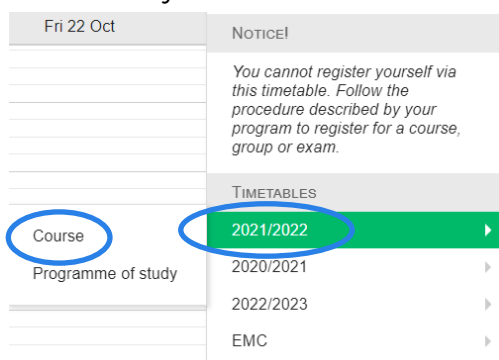 Fri 22 Oct
NOTICE!
You cannot register yourself via
this timetable. Follow the
procedure described by your
program to register for a course,
group or exam.
TIMETABLES
2021/2022
2020/2021
2022/2023
EMC
Course
Programme of study